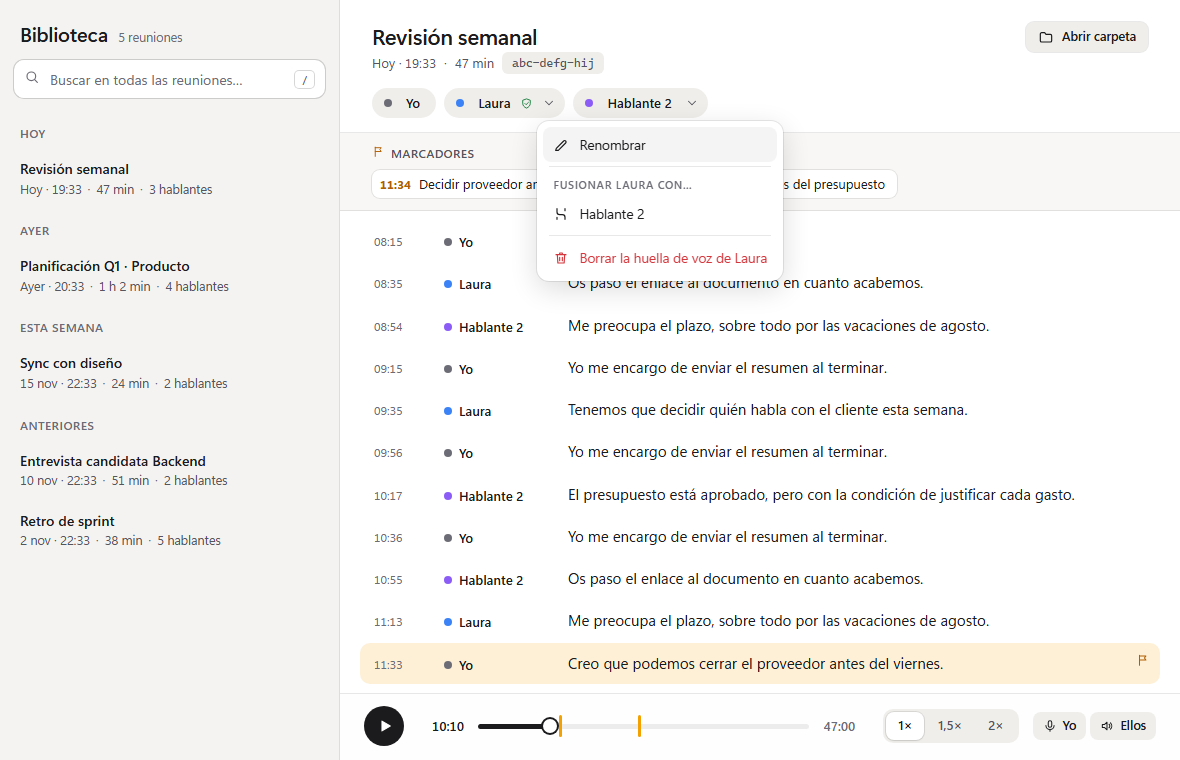 Biblioteca 5 reuniones
Buscar en todas las reuniones... /
HOY
Revisión semanal
Hoy · 19:33 · 47 min · 3 hablantes
AYER
Planificación Q1 · Producto
Ayer · 20:33 · 1 h 2 min · 4 hablantes
ESTA SEMANA
Sync con diseño
15 nov · 22:33 · 24 min · 2 hablantes
ANTERIORES
Entrevista candidata Backend
10 nov · 22:33 · 51 min · 2 hablantes
Retro de sprint
2 nov · 22:33 · 38 min · 5 hablantes
Revisión semanal
Abrir carpeta
Hoy · 19:33 · 47 min abc-defg-hij
Yo Laura Hablante 2
MARCADORES
11:34 Decidir proveedor
del presupuesto
Renombrar
FUSIONAR LAURA CON...
Hablante 2
Borrar la huella de voz de Laura
08:15 Yo
08:35 Laura Os paso el enlace al documento en cuanto acabemos.
08:54 Hablante 2 Me preocupa el plazo, sobre todo por las vacaciones de agosto.
09:15 Yo Yo me encargo de enviar el resumen al terminar.
09:35 Laura Tenemos que decidir quién habla con el cliente esta semana.
09:56 Yo Yo me encargo de enviar el resumen al terminar.
10:17 Hablante 2 El presupuesto está aprobado, pero con la condición de justificar cada gasto.
10:36 Yo Yo me encargo de enviar el resumen al terminar.
10:55 Hablante 2 Os paso el enlace al documento en cuanto acabemos.
11:13 Laura Me preocupa el plazo, sobre todo por las vacaciones de agosto.
11:33 Yo Creo que podemos cerrar el proveedor antes del viernes.
10:10 47:00 1× 1,5× 2× Yo Ellos